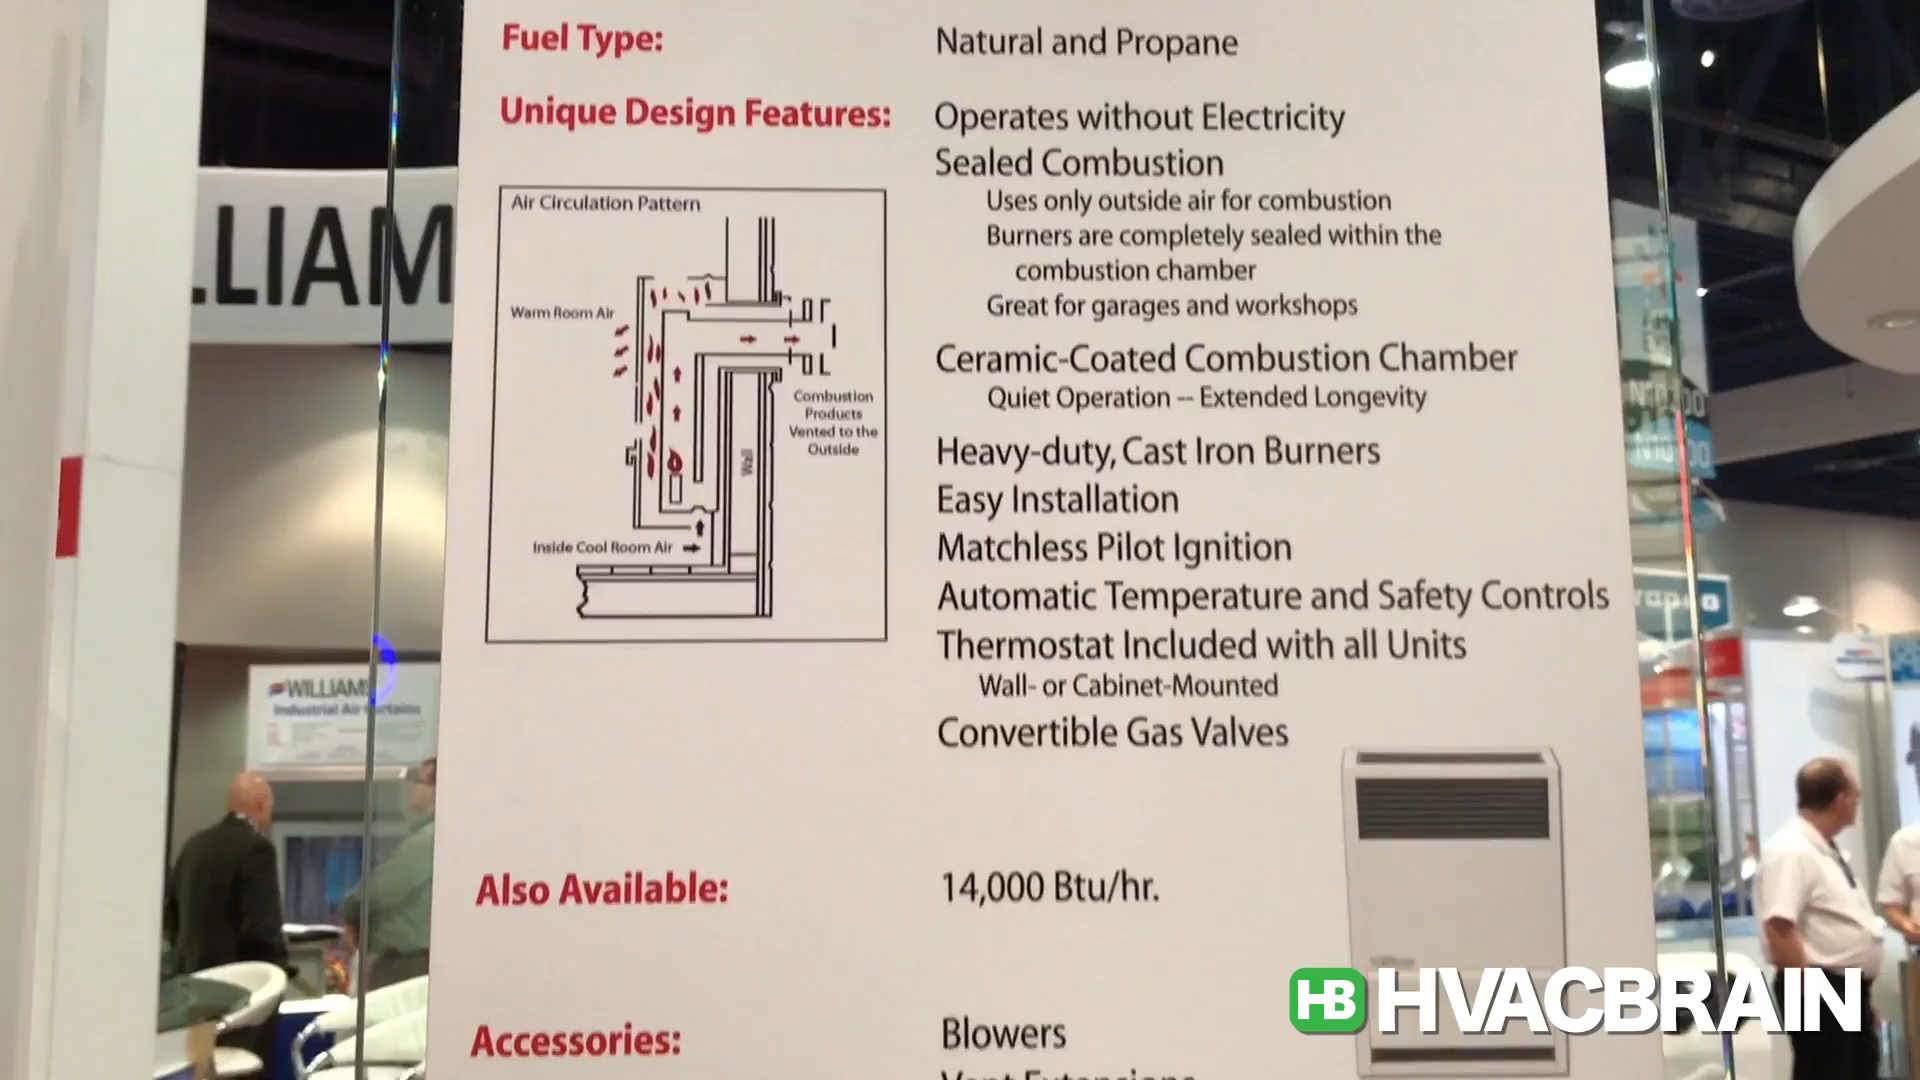 Fuel Type: Natural and Propane
Unique Design Features: Operates without Electricity
Sealed Combustion
Uses only outside air for combustion
Burners are completely sealed within the
combustion chamber
Great for garages and workshops
Ceramic-Coated Combustion Chamber
Quiet Operation -- Extended Longevity
Heavy-duty, Cast Iron Burners
Easy Installation
Matchless Pilot Ignition
Automatic Temperature and Safety Controls
Thermostat Included with all Units
Wall- or Cabinet-Mounted
Convertible Gas Valves
Air Circulation Pattern
Warm Room Air
Combustion
Products
Vented to the
Outside
Wall
Inside Cool Room Air
Also Available: 14,000 Btu/hr.
Accessories: Blowers
LLIAM
WILLIAMS
Industrial Air
HB HVACBRAIN